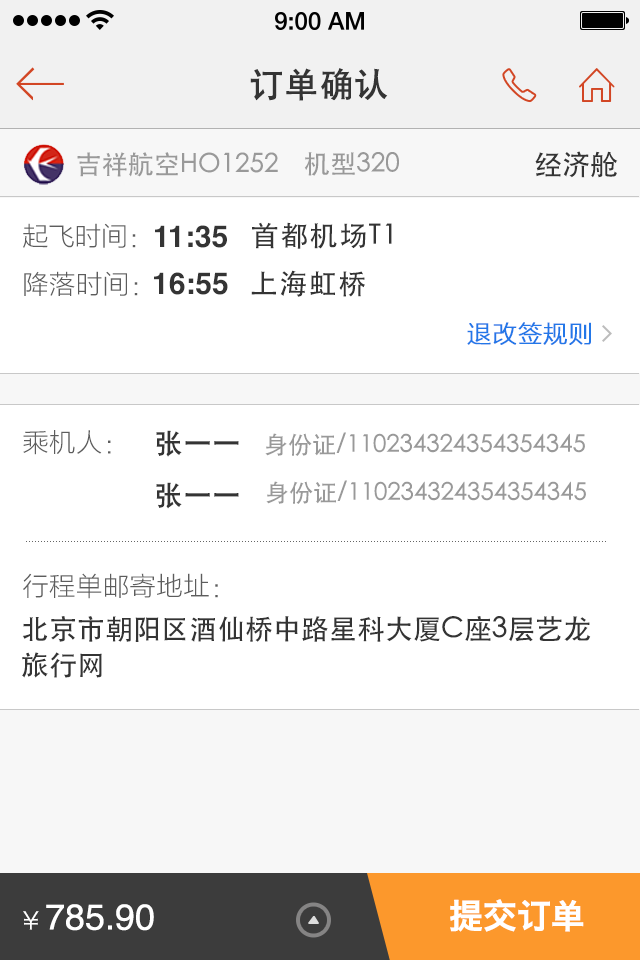 9:00 AM
订单确认
吉祥航空HO1252 机型320 经济舱
起飞时间: 11:35 首都机场T1
降落时间: 16:55 上海虹桥
退改签规则
乘机人: 张一一 身份证/110234324354354345
张一一 身份证/110234324354354345
行程单邮寄地址:
北京市朝阳区酒仙桥中路星科大厦C座3层艺龙
旅行网
¥785.90 提交订单